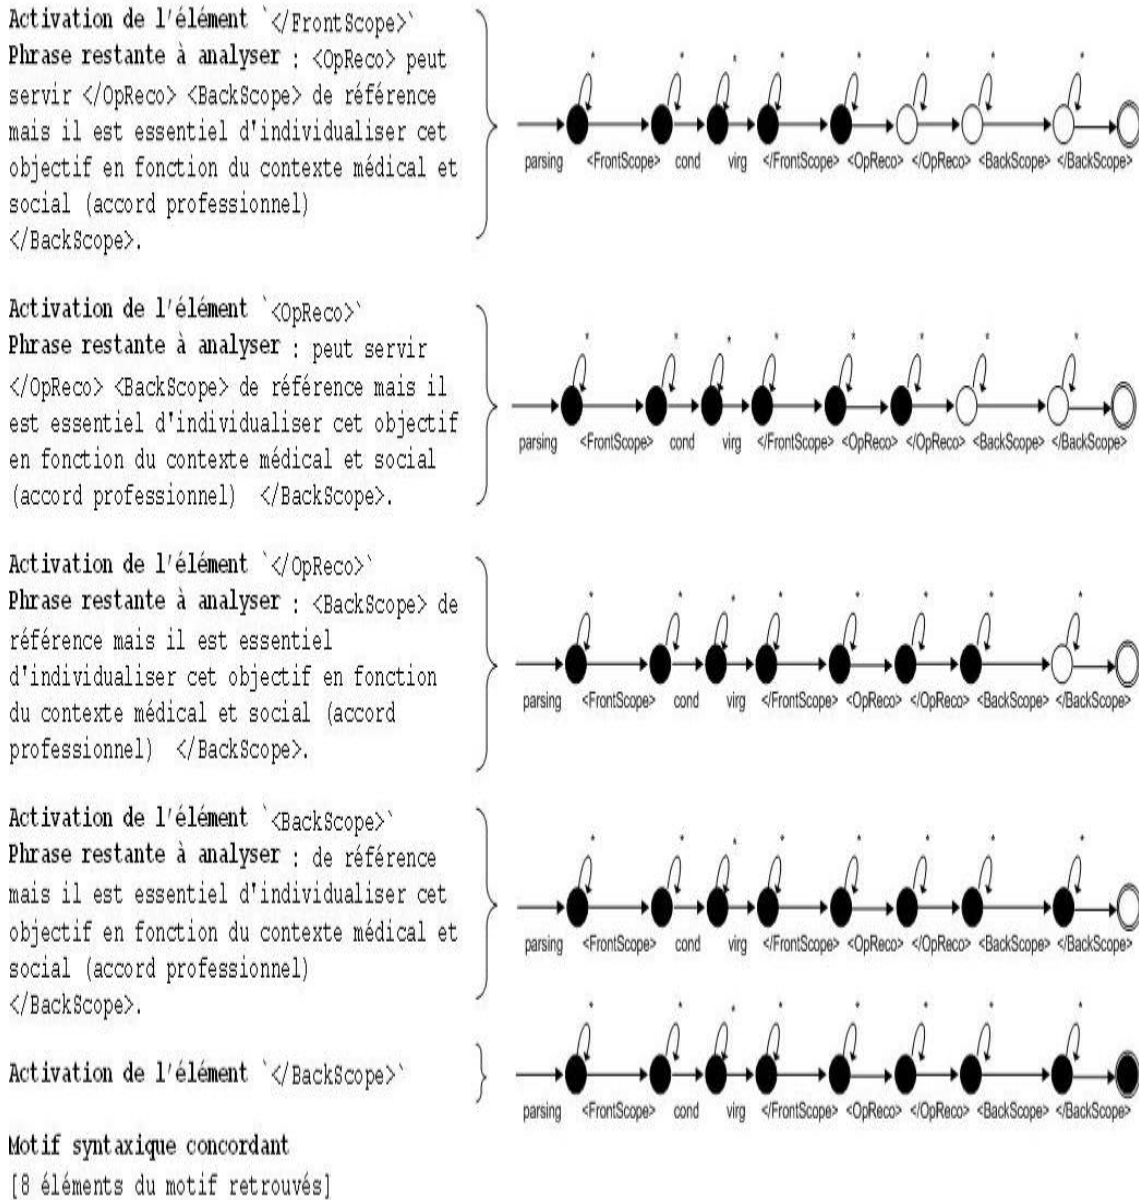 Activation de l'élément `</FrontScope>`
Phrase restante à analyser : <OpReco> peut
servir </OpReco> <BackScope> de référence
mais il est essentiel d'individualiser cet
objectif en fonction du contexte médical et
social (accord professionnel)
</BackScope>.
* * * * * * * *
parsing <FrontScope> cond virg </FrontScope> <OpReco> </OpReco> <BackScope> </BackScope>
Activation de l'élément `<OpReco>`
Phrase restante à analyser : peut servir
</OpReco> <BackScope> de référence mais il
est essentiel d'individualiser cet objectif
en fonction du contexte médical et social
(accord professionnel) </BackScope>.
* * * * * * * *
parsing <FrontScope> cond virg </FrontScope> <OpReco> </OpReco> <BackScope> </BackScope>
Activation de l'élément `</OpReco>`
Phrase restante à analyser : <BackScope> de
référence mais il est essentiel
d'individualiser cet objectif en fonction
du contexte médical et social (accord
professionnel) </BackScope>.
* * * * * * * *
parsing <FrontScope> cond virg </FrontScope> <OpReco> </OpReco> <BackScope> </BackScope>
Activation de l'élément `<BackScope>`
Phrase restante à analyser : de référence
mais il est essentiel d'individualiser cet
objectif en fonction du contexte médical et
social (accord professionnel)
</BackScope>.
* * * * * * * *
parsing <FrontScope> cond virg </FrontScope> <OpReco> </OpReco> <BackScope> </BackScope>
Activation de l'élément `</BackScope>`
* * * * * * * *
parsing <FrontScope> cond virg </FrontScope> <OpReco> </OpReco> <BackScope> </BackScope>
Motif syntaxique concordant
[8 éléments du motif retrouvés]